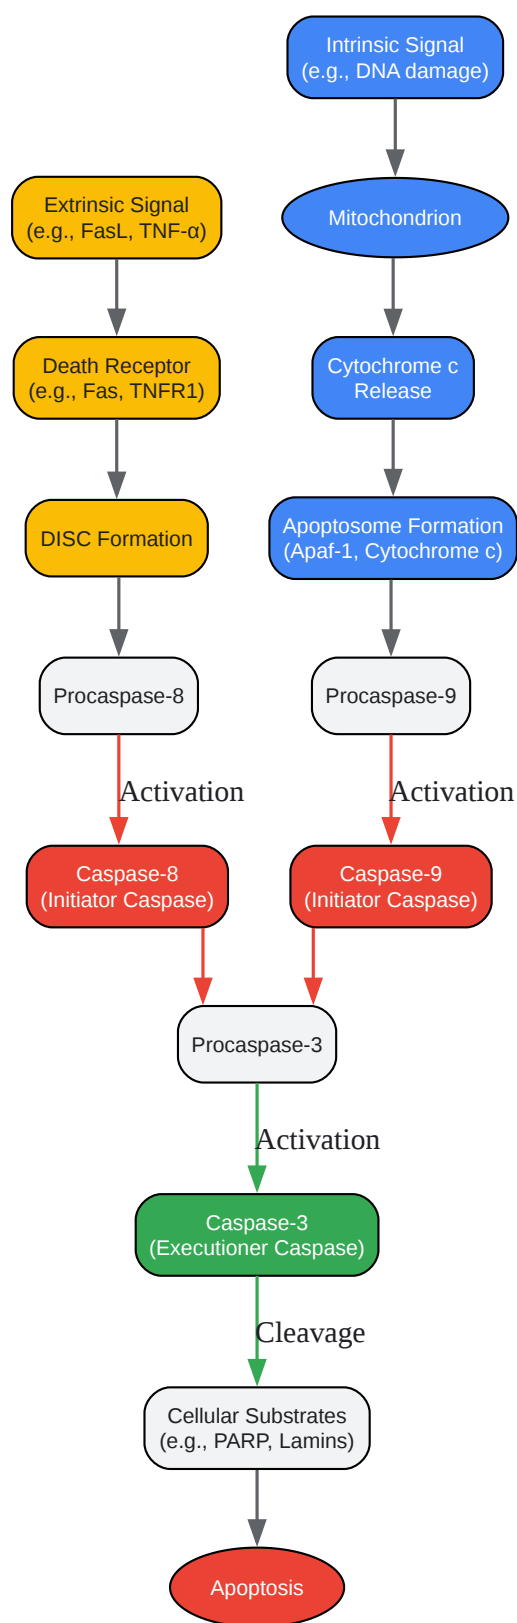 Intrinsic Signal
(e.g., DNA damage)
Extrinsic Signal
(e.g., FasL, TNF-α)
Mitochondrion
Death Receptor
(e.g., Fas, TNFR1)
Cytochrome c
Release
DISC Formation
Apoptosome Formation
(Apaf-1, Cytochrome c)
Procaspase-8
Procaspase-9
Activation
Activation
Caspase-8
(Initiator Caspase)
Caspase-9
(Initiator Caspase)
Procaspase-3
Activation
Caspase-3
(Executioner Caspase)
Cleavage
Cellular Substrates
(e.g., PARP, Lamins)
Apoptosis